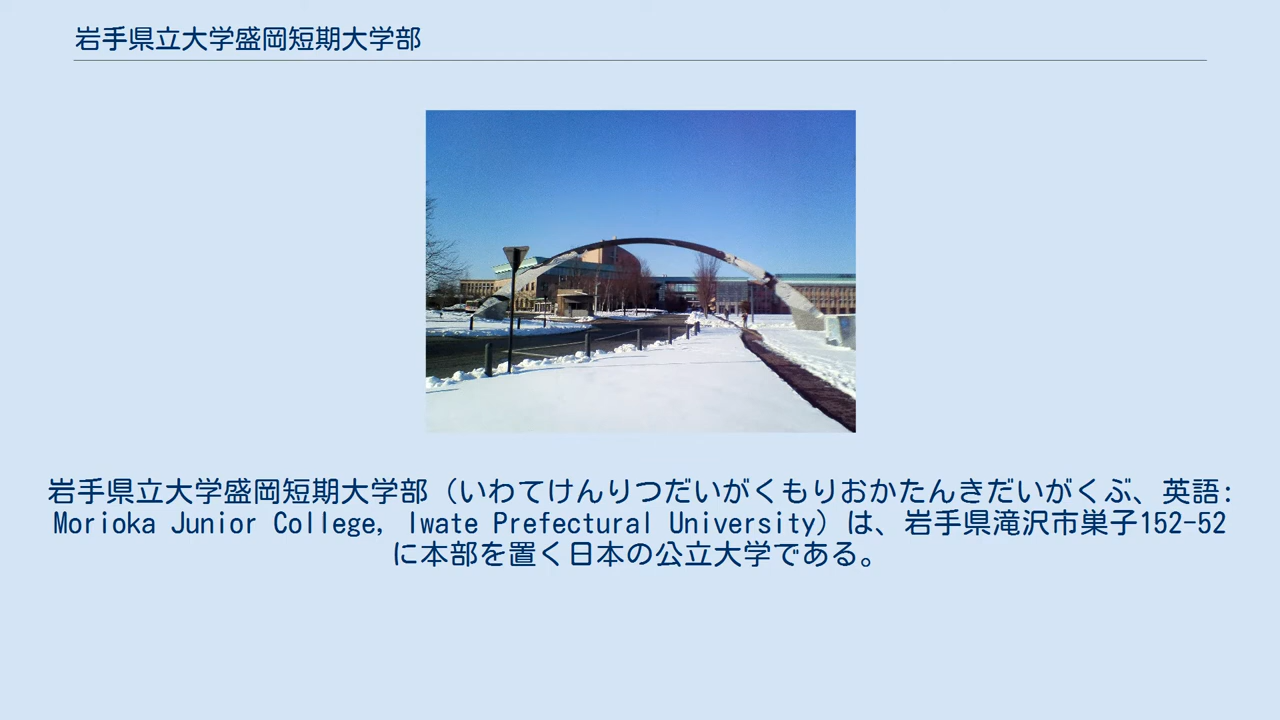 岩手県立大学盛岡短期大学部
岩手県立大学盛岡短期大学部（いわてけんりつだいがくもりおかたんきだいがくぶ、英語:
Morioka Junior College, Iwate Prefectural University）は、岩手県滝沢市巣子152-52
に本部を置く日本の公立大学である。